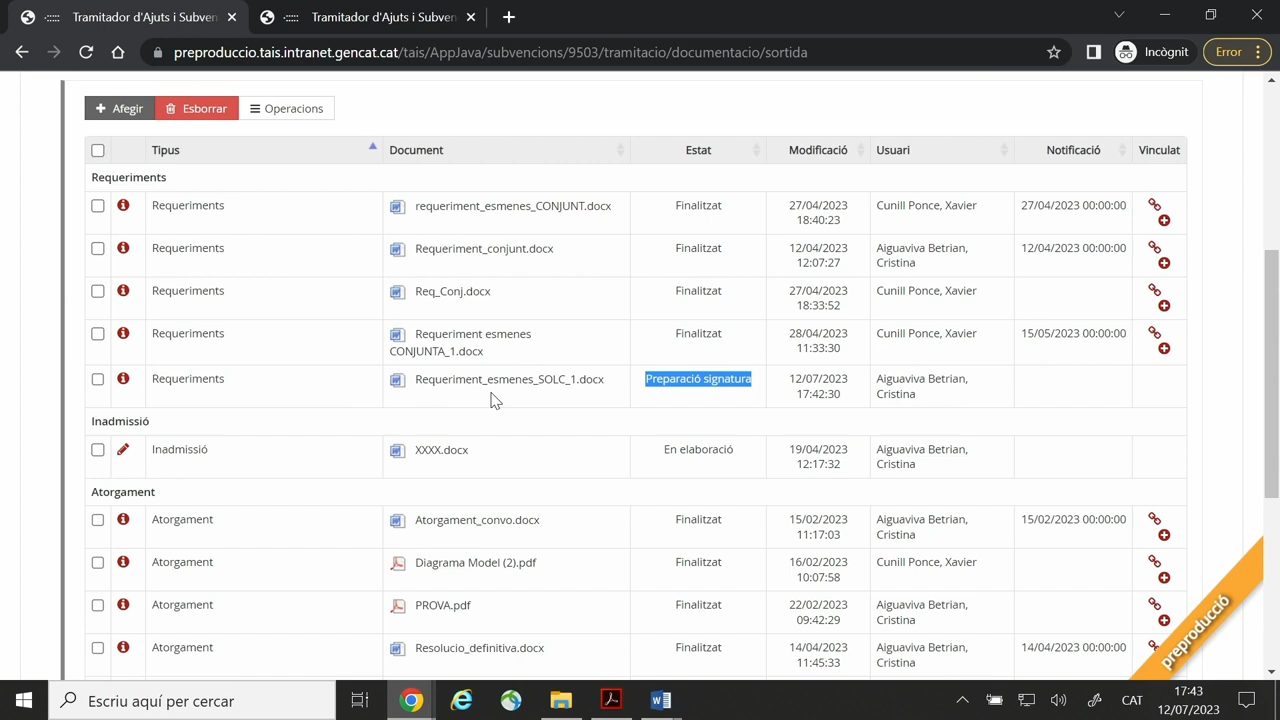 Tramitador d'Ajuts i Subven
Tramitador d'Ajuts i Subven
preproduccio.tais.intranet.gencat.cat/tais/AppJava/subvencions/9503/tramitacio/documentacio/sortida
Incògnit
Error
Afegir
Esborrar
Operacions
Tipus Document Estat Modificació Usuari Notificació Vinculat
Requeriments
Requeriments requeriment_esmenes_CONJUNT.docx Finalitzat 27/04/2023 Cunill Ponce, Xavier 27/04/2023 00:00:00
18:40:23
Requeriments Requeriment_conjunt.docx Finalitzat 12/04/2023 Aiguaviva Betrian, 12/04/2023 00:00:00
12:07:27 Cristina
Requeriments Req_Conj.docx Finalitzat 27/04/2023 Cunill Ponce, Xavier
18:33:52
Requeriments Requeriment esmenes Finalitzat 28/04/2023 Cunill Ponce, Xavier 15/05/2023 00:00:00
CONJUNTA_1.docx 11:33:30
Requeriments Requeriment_esmenes_SOLC_1.docx Preparació signatura 12/07/2023 Aiguaviva Betrian,
17:42:30 Cristina
Inadmissió
Inadmissió XXXX.docx En elaboració 19/04/2023 Aiguaviva Betrian,
12:17:32 Cristina
Atorgament
Atorgament Atorgament_convo.docx Finalitzat 15/02/2023 Aiguaviva Betrian, 15/02/2023 00:00:00
11:17:03 Cristina
Atorgament Diagrama Model (2).pdf Finalitzat 16/02/2023 Cunill Ponce, Xavier
10:07:58
Atorgament PROVA.pdf Finalitzat 22/02/2023 Aiguaviva Betrian,
09:42:29 Cristina
Atorgament Resolucio_definitiva.docx Finalitzat 14/04/2023 Aiguaviva Betrian, 14/04/2023 00:00:00
11:45:33 Cristina
preproducció
Escriu aquí per cercar
CAT
17:43
12/07/2023